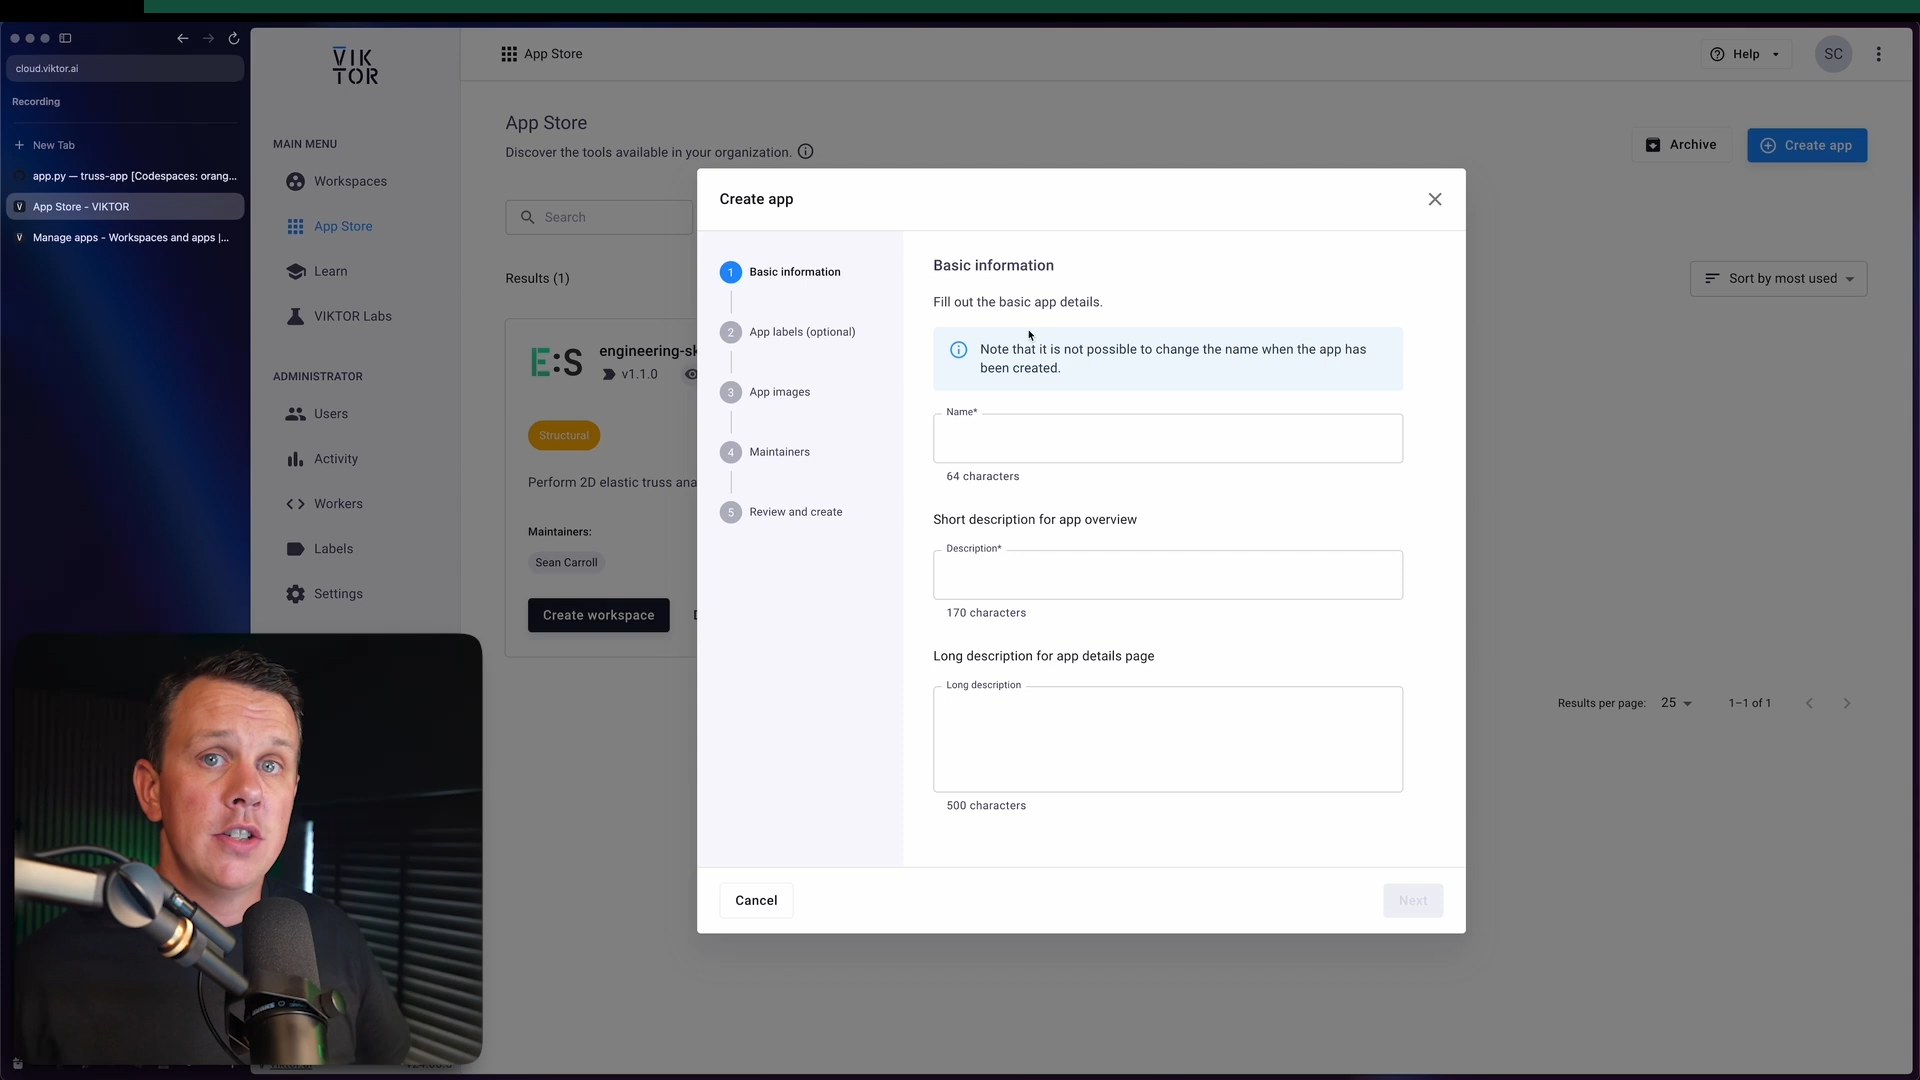 cloud.viktor.ai
Recording
New Tab
app.py — truss-app [Codespaces: orang...
App Store - VIKTOR
Manage apps - Workspaces and apps |...
VIK
TOR
MAIN MENU
Workspaces
App Store
Learn
VIKTOR Labs
ADMINISTRATOR
Users
Activity
Workers
Labels
Settings
App Store
Help
SC
App Store
Discover the tools available in your organization.
Archive
Create app
Search
Results (1)
Sort by most used
E:S
engineering-sk
v1.1.0
Structural
Perform 2D elastic truss ana
Maintainers:
Sean Carroll
Create workspace
Results per page: 25
1–1 of 1
Create app
1 Basic information
2 App labels (optional)
3 App images
4 Maintainers
5 Review and create
Basic information
Fill out the basic app details.
Note that it is not possible to change the name when the app has
been created.
Name*
64 characters
Short description for app overview
Description*
170 characters
Long description for app details page
Long description
500 characters
Cancel
Next